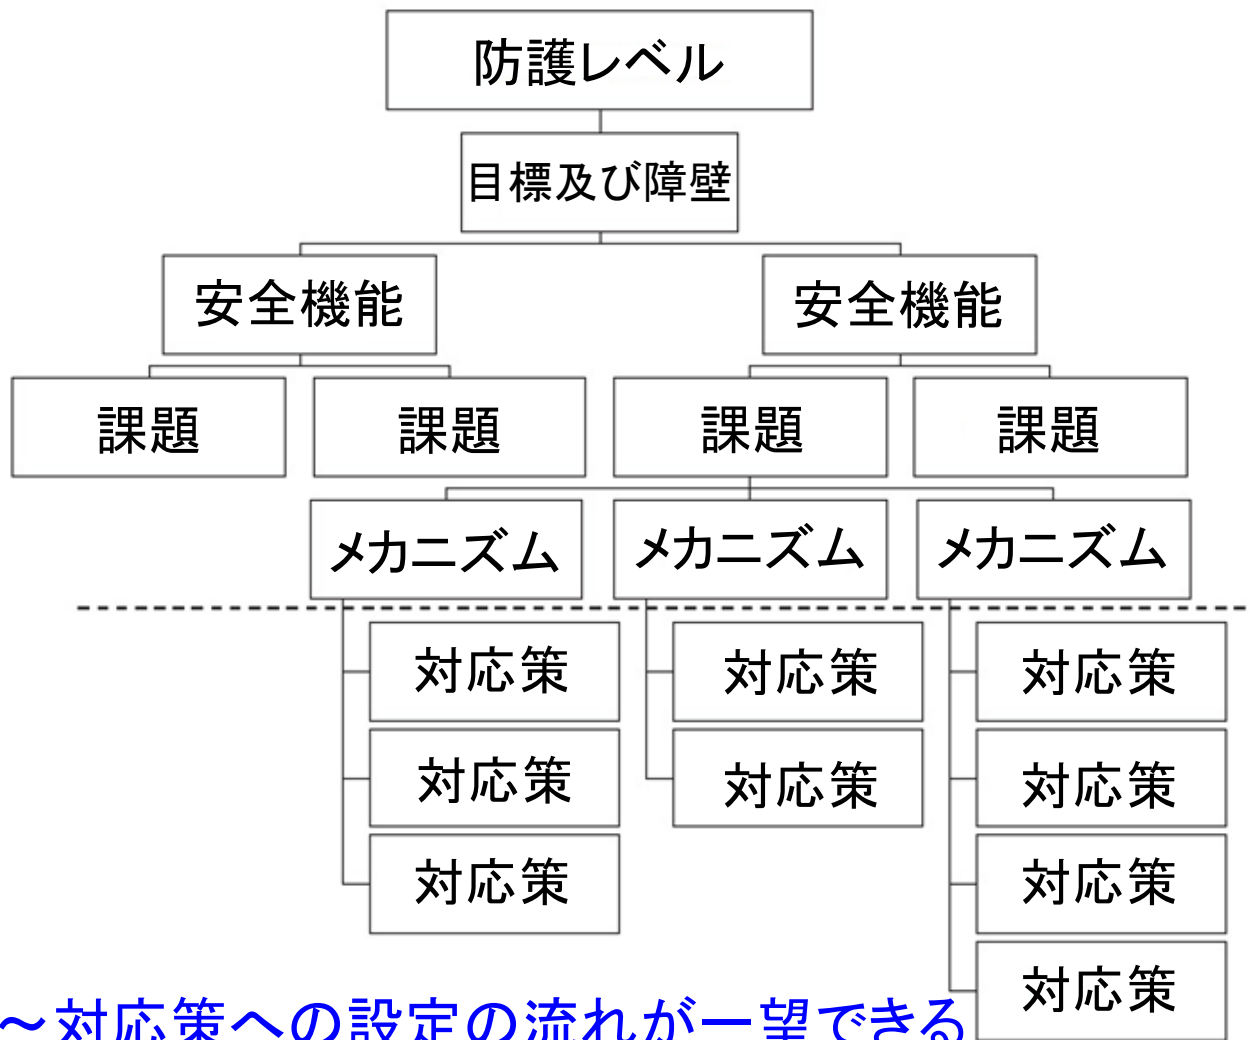 防護レベル
目標及び障壁
安全機能 安全機能
課題 課題 課題 課題
メカニズム メカニズム メカニズム
対応策 対応策 対応策
対応策 対応策 対応策
対応策 対応策
対応策
～対応策への設定の流れが一望できる